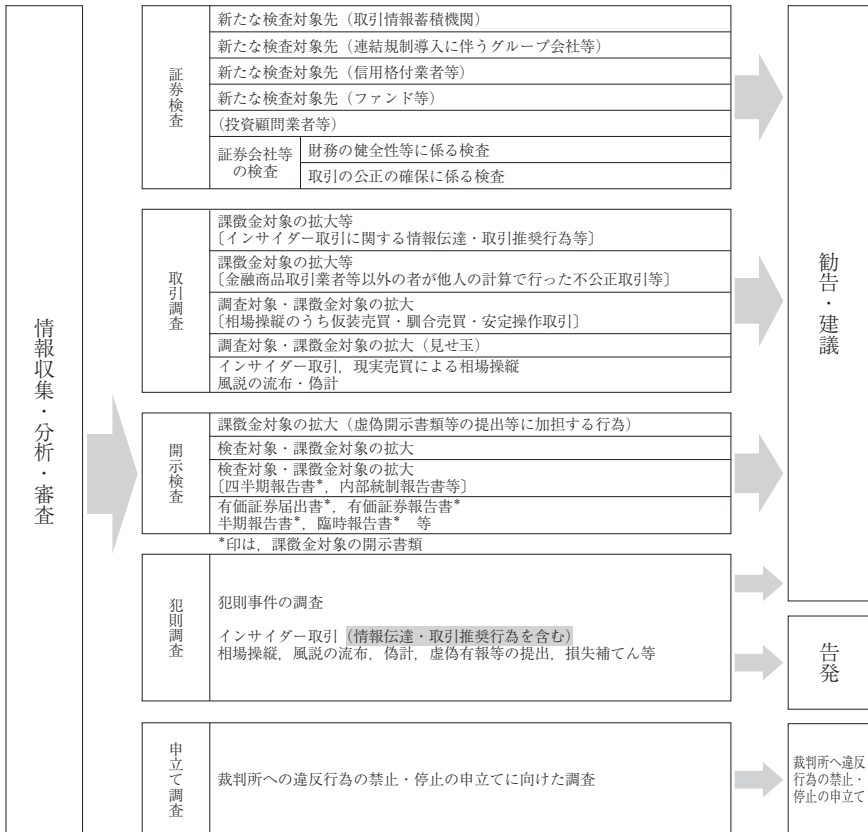 情報収集・分析・審査
証券検査
新たな検査対象先（取引情報蓄積機関）
新たな検査対象先（連結規制導入に伴うグループ会社等）
新たな検査対象先（信用格付業者等）
新たな検査対象先（ファンド等）
(投資顧問業者等)
証券会社等
の検査
財務の健全性等に係る検査
取引の公正の確保に係る検査
取引調査
課徴金対象の拡大等
〔インサイダー取引に関する情報伝達・取引推奨行為等〕
課徴金対象の拡大等
〔金融商品取引業者等以外の者が他人の計算で行った不公正取引等〕
調査対象・課徴金対象の拡大
〔相場操縦のうち仮装売買・馴合売買・安定操作取引〕
調査対象・課徴金対象の拡大（見せ玉）
インサイダー取引，現実売買による相場操縦
風説の流布・偽計
開示検査
課徴金対象の拡大（虚偽開示書類等の提出等に加担する行為）
検査対象・課徴金対象の拡大
検査対象・課徴金対象の拡大
〔四半期報告書*，内部統制報告書等〕
有価証券届出書*，有価証券報告書*
半期報告書*，臨時報告書* 等
*印は，課徴金対象の開示書類
犯則調査
犯則事件の調査
インサイダー取引（情報伝達・取引推奨行為を含む）
相場操縦，風説の流布，偽計，虚偽有報等の提出，損失補てん等
申立て調査
裁判所への違反行為の禁止・停止の申立てに向けた調査
勧告・建議
告発
裁判所へ違反
行為の禁止・
停止の申立て